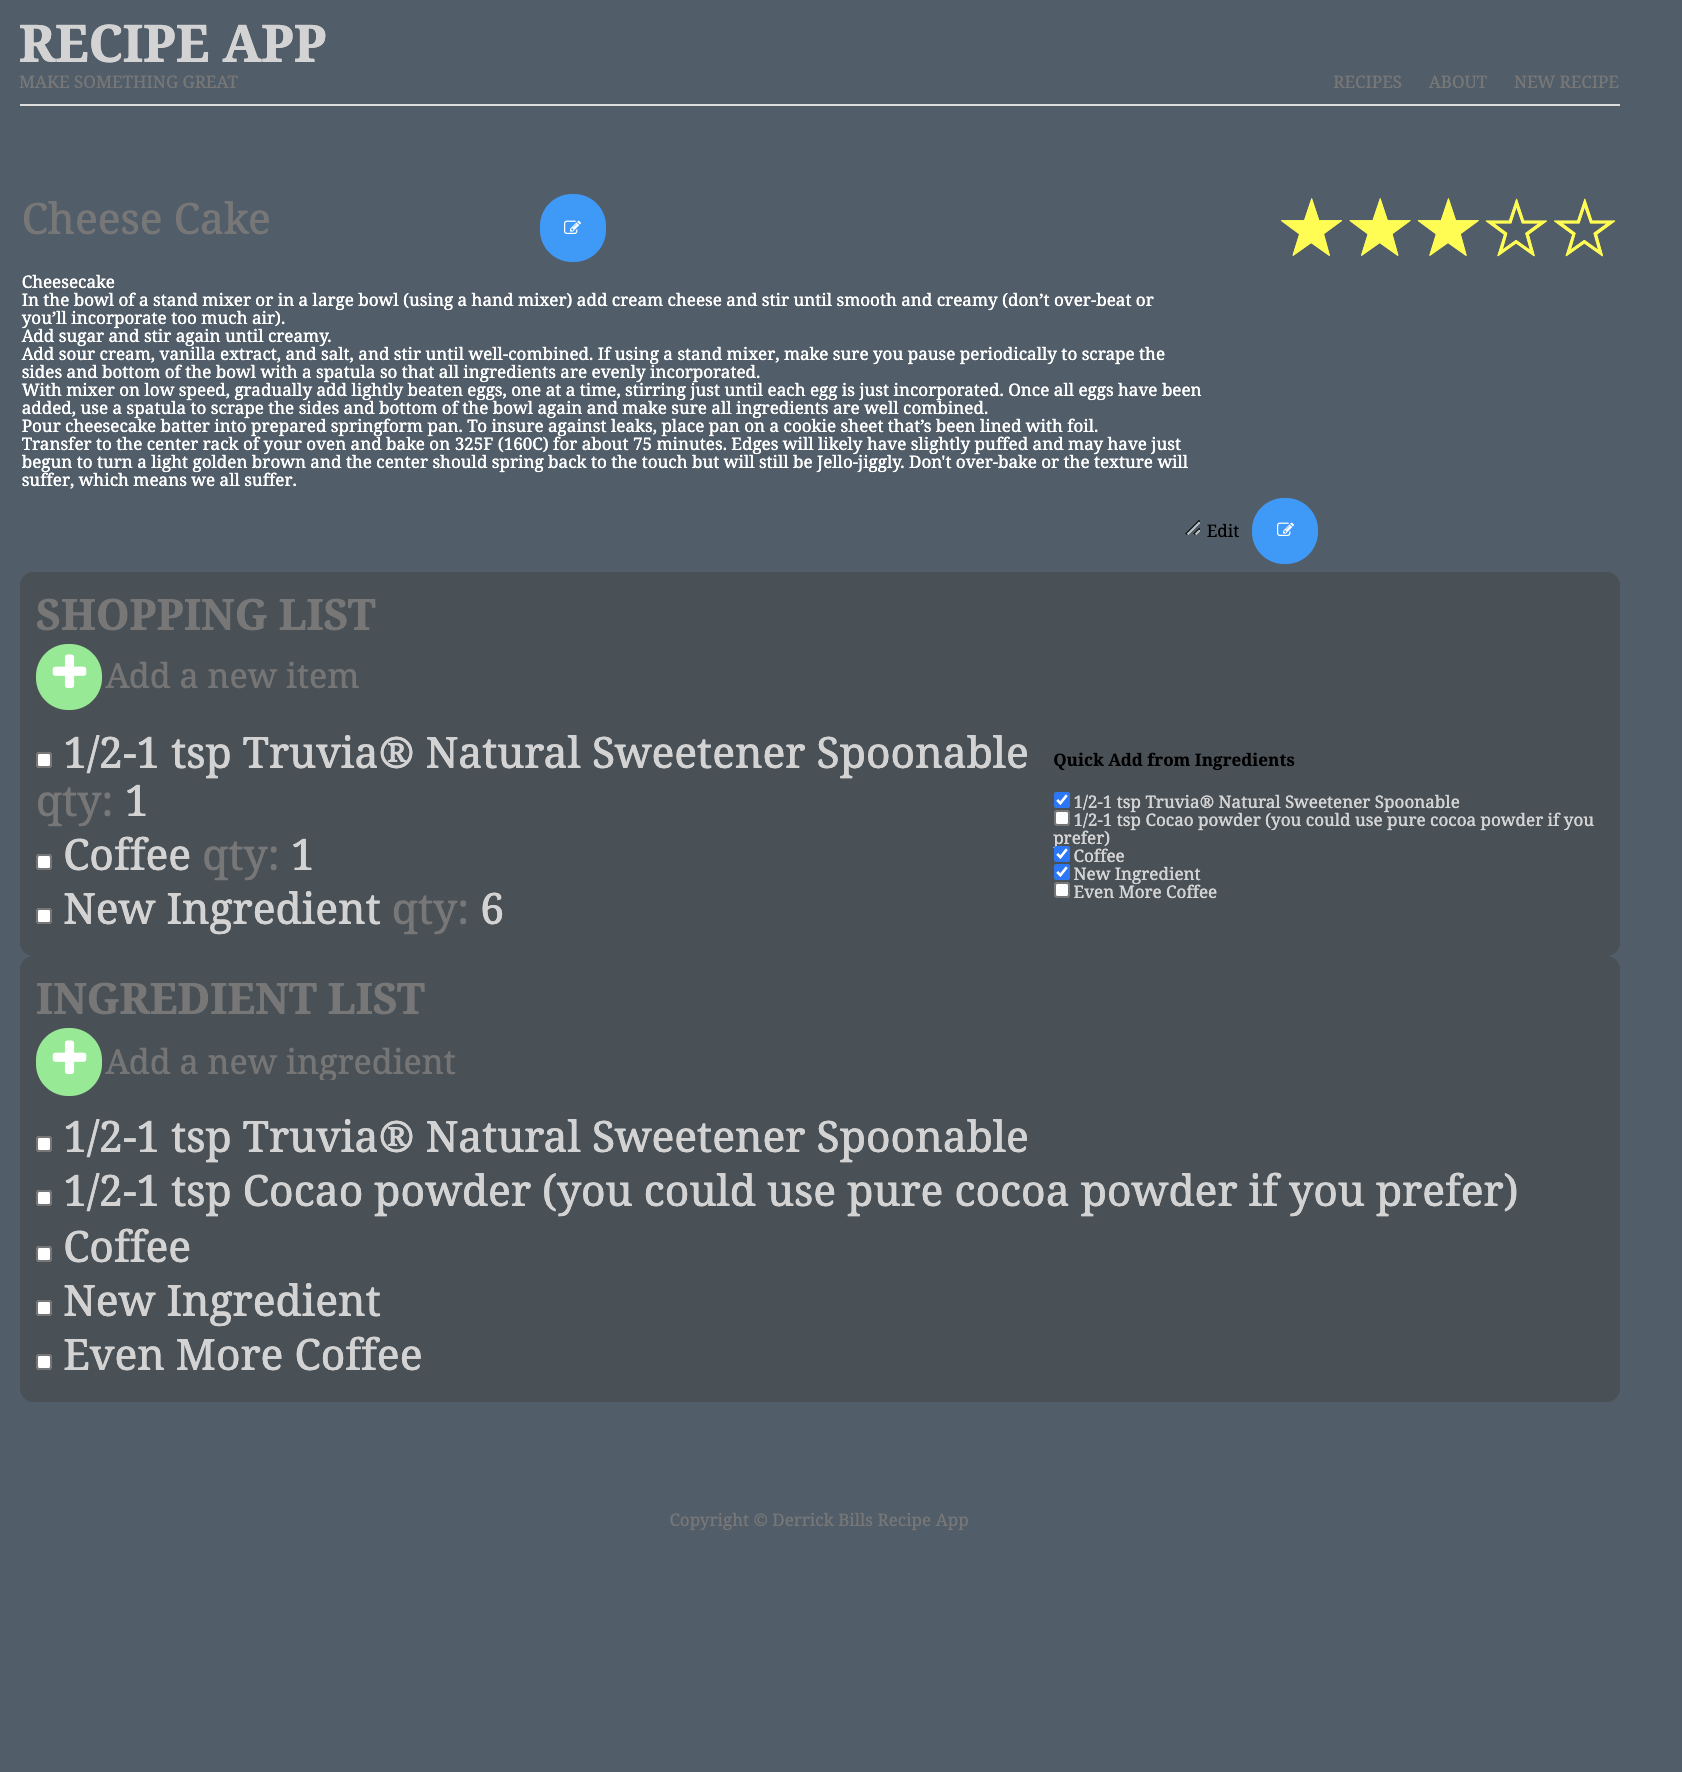 RECIPE APP
MAKE SOMETHING GREAT
RECIPES ABOUT NEW RECIPE
Cheese Cake
Cheesecake
In the bowl of a stand mixer or in a large bowl (using a hand mixer) add cream cheese and stir until smooth and creamy (don’t over-beat or
you’ll incorporate too much air).
Add sugar and stir again until creamy.
Add sour cream, vanilla extract, and salt, and stir until well-combined. If using a stand mixer, make sure you pause periodically to scrape the
sides and bottom of the bowl with a spatula so that all ingredients are evenly incorporated.
With mixer on low speed, gradually add lightly beaten eggs, one at a time, stirring just until each egg is just incorporated. Once all eggs have been
added, use a spatula to scrape the sides and bottom of the bowl again and make sure all ingredients are well combined.
Pour cheesecake batter into prepared springform pan. To insure against leaks, place pan on a cookie sheet that’s been lined with foil.
Transfer to the center rack of your oven and bake on 325F (160C) for about 75 minutes. Edges will likely have slightly puffed and may have just
begun to turn a light golden brown and the center should spring back to the touch but will still be Jello-jiggly. Don't over-bake or the texture will
suffer, which means we all suffer.
Edit
SHOPPING LIST
Add a new item
1/2-1 tsp Truvia® Natural Sweetener Spoonable
qty: 1
Coffee qty: 1
New Ingredient qty: 6
Quick Add from Ingredients
1/2-1 tsp Truvia® Natural Sweetener Spoonable
1/2-1 tsp Cocao powder (you could use pure cocoa powder if you
prefer)
Coffee
New Ingredient
Even More Coffee
INGREDIENT LIST
Add a new ingredient
1/2-1 tsp Truvia® Natural Sweetener Spoonable
1/2-1 tsp Cocao powder (you could use pure cocoa powder if you prefer)
Coffee
New Ingredient
Even More Coffee
Copyright © Derrick Bills Recipe App